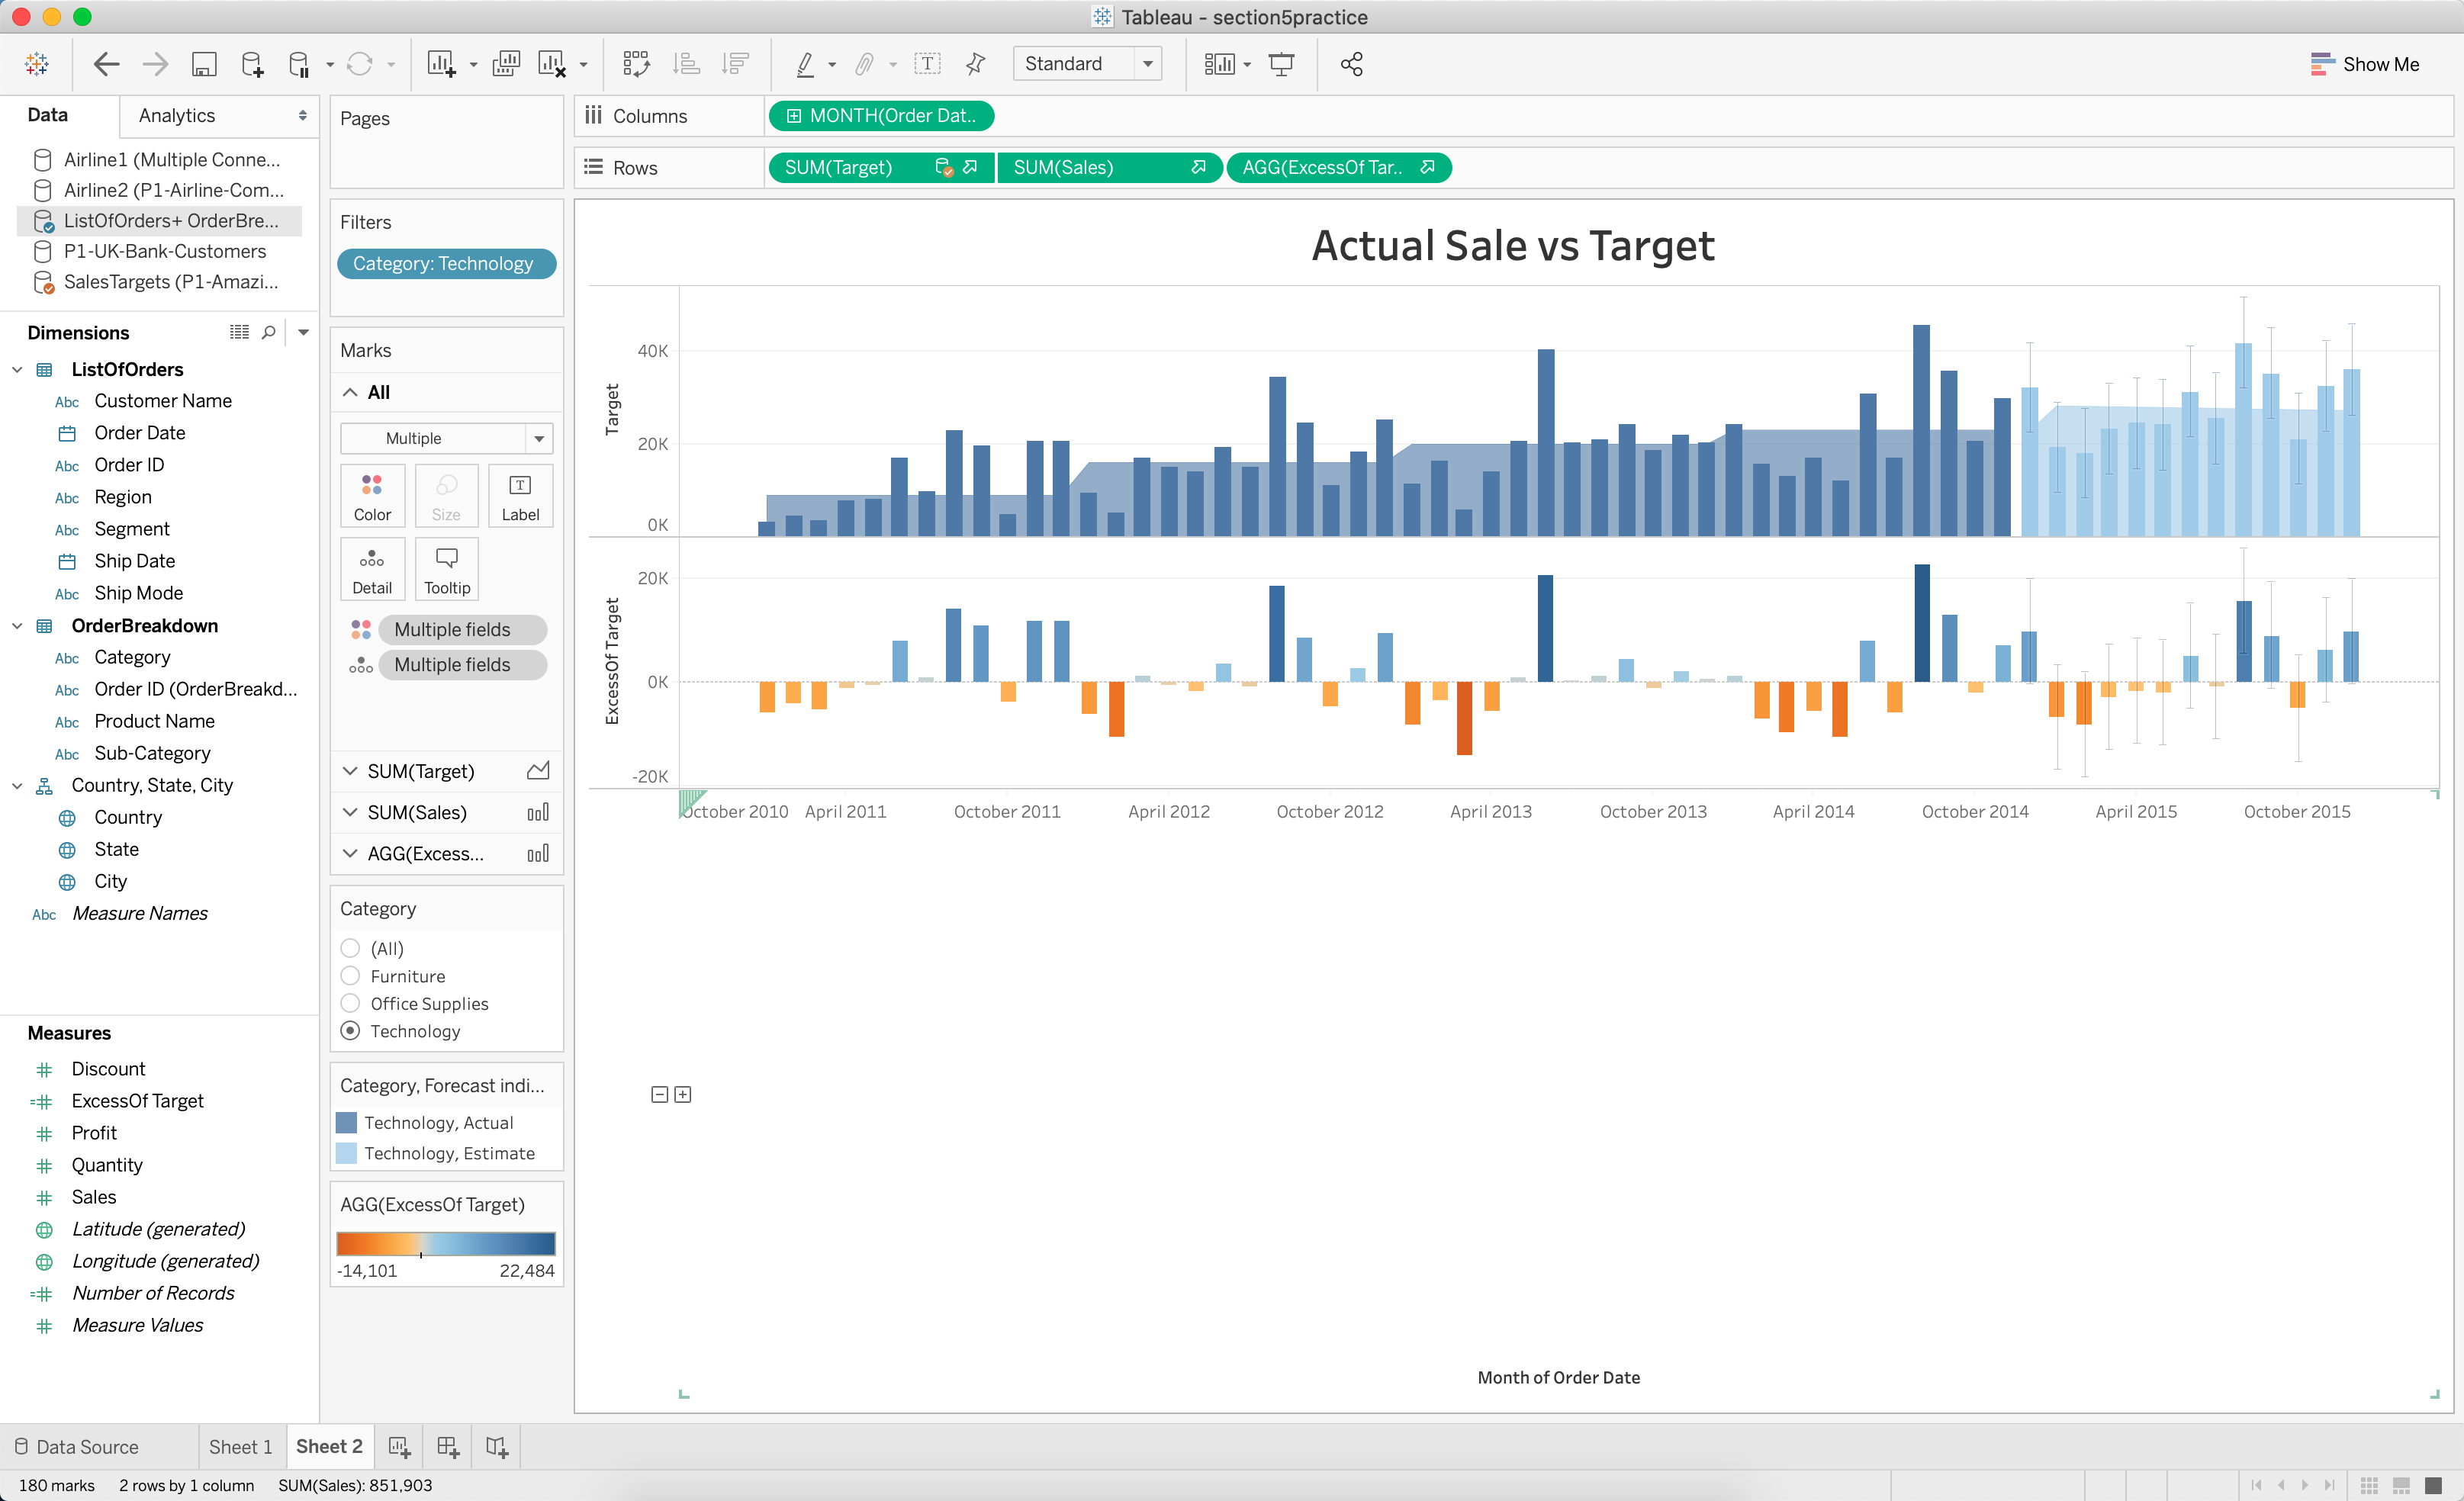 Tableau - section5practice
Standard
Show Me
Data
Analytics
Airline1 (Multiple Conne...
Airline2 (P1-Airline-Com...
ListOfOrders+ OrderBre...
P1-UK-Bank-Customers
SalesTargets (P1-Amazi...
Dimensions
ListOfOrders
Abc Customer Name
Order Date
Abc Order ID
Abc Region
Abc Segment
Ship Date
Abc Ship Mode
OrderBreakdown
Abc Category
Abc Order ID (OrderBreakd...
Abc Product Name
Abc Sub-Category
Country, State, City
Country
State
City
Abc Measure Names
Measures
Discount
ExcessOf Target
Profit
Quantity
Sales
Latitude (generated)
Longitude (generated)
Number of Records
Measure Values
Pages
Filters
Category: Technology
Marks
All
Multiple
Color
Size
Label
Detail
Tooltip
Multiple fields
Multiple fields
SUM(Target)
SUM(Sales)
AGG(Excess...
Category
(All)
Furniture
Office Supplies
Technology
Category, Forecast indi...
Technology, Actual
Technology, Estimate
AGG(ExcessOf Target)
-14,101 22,484
Columns
MONTH(Order Dat..
Rows
SUM(Target)
SUM(Sales)
AGG(ExcessOf Tar..
Actual Sale vs Target
Target
40K
20K
0K
ExcessOf Target
20K
0K
-20K
October 2010 April 2011 October 2011 April 2012 October 2012 April 2013 October 2013 April 2014 October 2014 April 2015 October 2015
Month of Order Date
Data Source
Sheet 1
Sheet 2
180 marks 2 rows by 1 column SUM(Sales): 851,903